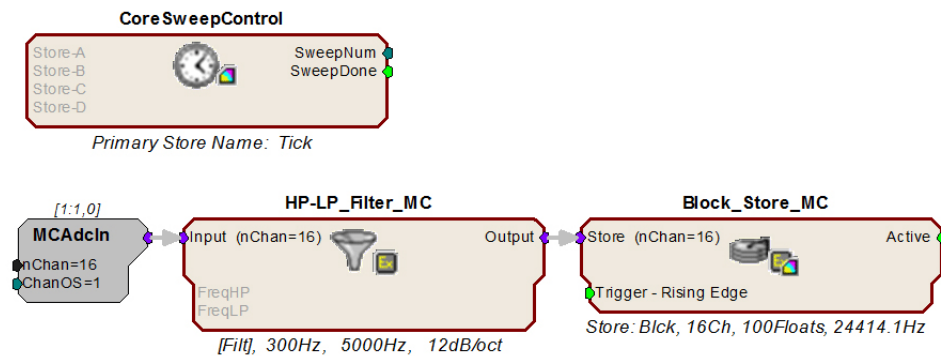 CoreSweepControl
Store-A
SweepNum
Store-B
SweepDone
Store-C
Store-D
Primary Store Name: Tick
[1:1,0]
HP-LP_Filter_MC
Block_Store_MC
MCAdcIn
Input (nChan=16)
Output
Store (nChan=16)
Active
nChan=16
ChanOS=1
FreqHP
FreqLP
Trigger - Rising Edge
[Filt], 300Hz, 5000Hz, 12dB/oct
Store: Blck, 16Ch, 100Floats, 24414.1Hz